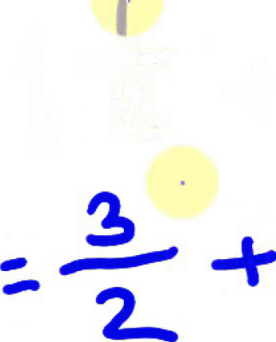 = 3/2 +